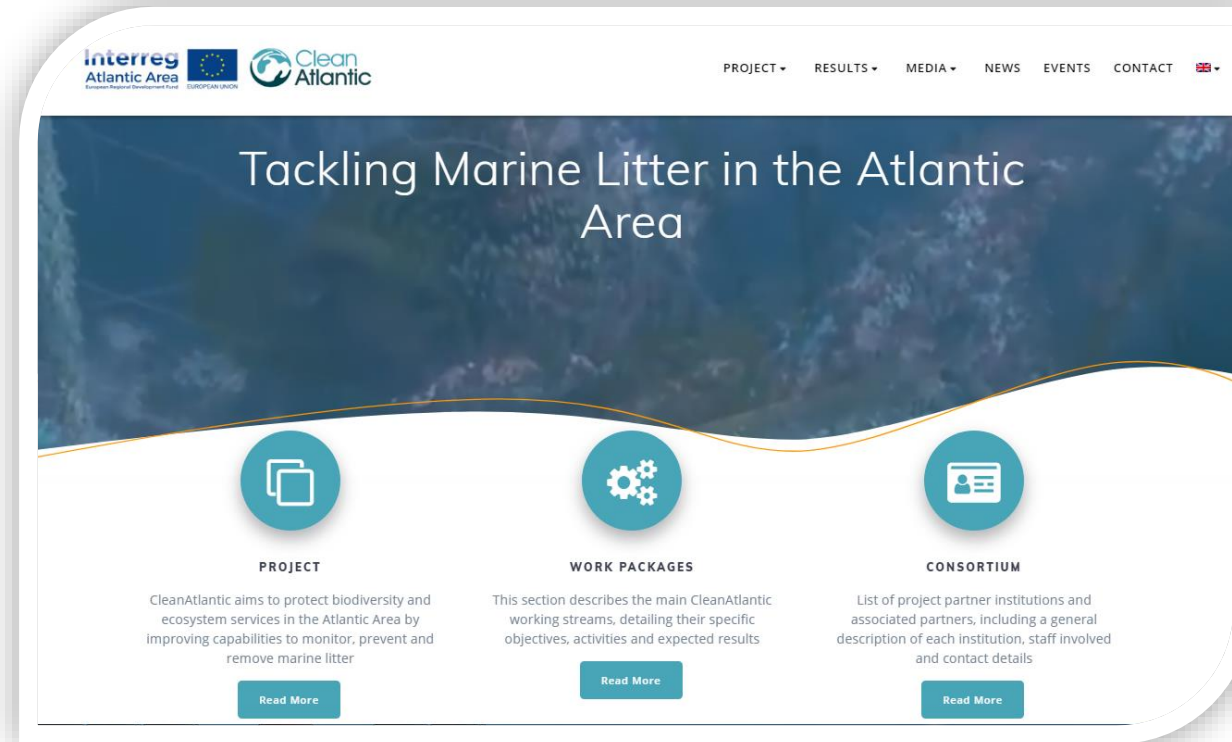 Interreg
Atlantic Area
European Regional Development Fund
EUROPEAN UNION
Clean
Atlantic
PROJECT
RESULTS
MEDIA
NEWS
EVENTS
CONTACT
Tackling Marine Litter in the Atlantic
Area
PROJECT
CleanAtlantic aims to protect biodiversity and
ecosystem services in the Atlantic Area by
improving capabilities to monitor, prevent and
remove marine litter
Read More
WORK PACKAGES
This section describes the main CleanAtlantic
working streams, detailing their specific
objectives, activities and expected results
Read More
CONSORTIUM
List of project partner institutions and
associated partners, including a general
description of each institution, staff involved
and contact details
Read More